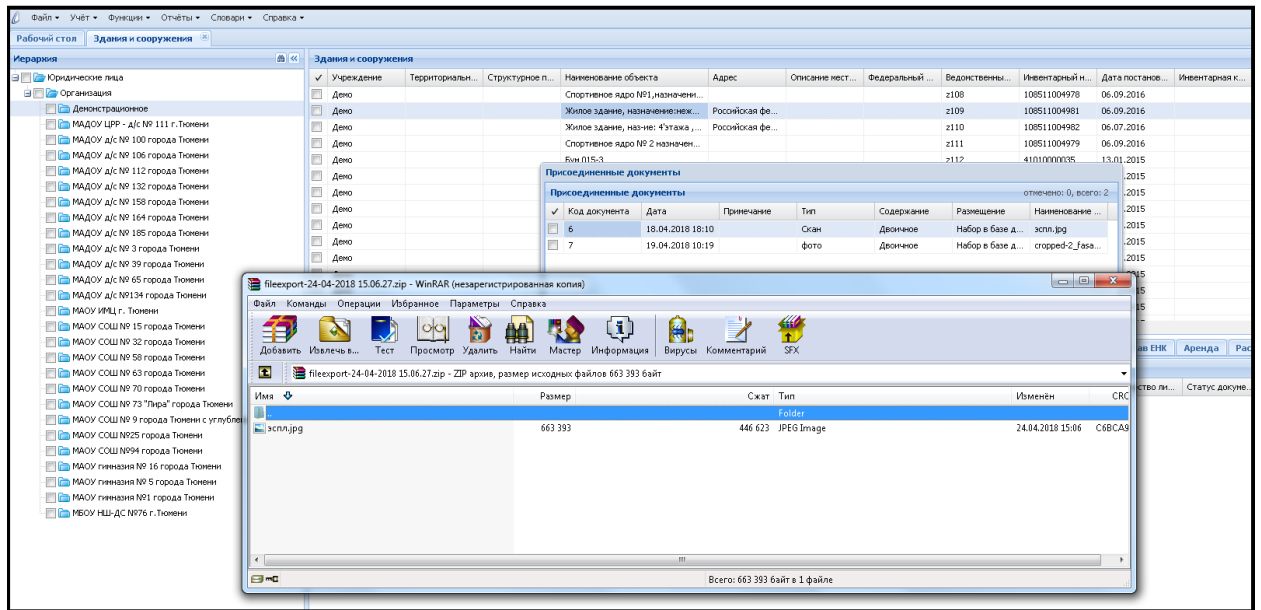 Файл Учёт Функции Отчёты Словари Справка
Рабочий стол Здания и сооружения
Иерархия
Юридические лица
Организация
Демонстрационное
МАДОУ ЦРР - д/с № 111 г.Тюмени
МАДОУ д/с № 100 города Тюмени
МАДОУ д/с № 106 города Тюмени
МАДОУ д/с № 112 города Тюмени
МАДОУ д/с № 132 города Тюмени
МАДОУ д/с № 158 города Тюмени
МАДОУ д/с № 164 города Тюмени
МАДОУ д/с № 185 города Тюмени
МАДОУ д/с № 3 города Тюмени
МАДОУ д/с № 39 города Тюмени
МАДОУ д/с № 65 города Тюмени
МАДОУ д/с №134 города Тюмени
МАОУ ИМЦ г. Тюмени
МАОУ СОШ № 15 города Тюмени
МАОУ СОШ № 32 города Тюмени
МАОУ СОШ № 58 города Тюмени
МАОУ СОШ № 63 города Тюмени
МАОУ СОШ № 70 города Тюмени
МАОУ СОШ № 73 "Лира" города Тюмени
МАОУ СОШ № 9 города Тюмени с углубле
МАОУ СОШ №25 города Тюмени
МАОУ СОШ №94 города Тюмени
МАОУ гимназия № 16 города Тюмени
МАОУ гимназия № 5 города Тюмени
МАОУ гимназия №1 города Тюмени
МБОУ НШ-ДС №76 г.Тюмени
Здания и сооружения
Учреждение Территориальн... Структурное п... Наименование объекта Адрес Описание мест... Федеральный ... Ведомственны... Инвентарный н... Дата постанов... Инвентарная к...
Демо Спортивное ядро №1,назначени... z108 108511004978 06.09.2016
Демо Жилое здание, назначение:неж... Российская фе... z109 108511004981 06.09.2016
Демо Жилое здание, наз-ие: 4'этажа ,... Российская фе... z110 108511004982 06.07.2016
Демо Спортивное ядро № 2 назначен... z111 108511004979 06.09.2016
Демо Бум 015-3 z112 41010000035 13.01.2015
Демо .2015
Демо .2015
Демо .2015
Демо .2015
Демо .2015
Демо .2015
Присоединенные документы
Присоединенные документы отмечено: 0, всего: 2
Код документа Дата Примечание Тип Содержание Размещение Наименование ...
6 18.04.2018 18:10 Скан Двоичное Набор в базе д... эспл.jpg
7 19.04.2018 10:19 фото Двоичное Набор в базе д... cropped-2_fasa...
ав ЕНК Аренда Рас
ство ли... Статус докуме...
fileexport-24-04-2018 15.06.27.zip - WinRAR (незарегистрированная копия)
Файл Команды Операции Избранное Параметры Справка
Добавить Извлечь в... Тест Просмотр Удалить Найти Мастер Информация Вирусы Комментарий SFX
fileexport-24-04-2018 15.06.27.zip - ZIP архив, размер исходных файлов 663 393 байт
Имя Размер Сжат Тип Изменён CRC
.. Folder
эспл.jpg 663 393 446 623 JPEG Image 24.04.2018 15:06 C6BCA9
Всего: 663 393 байт в 1 файле